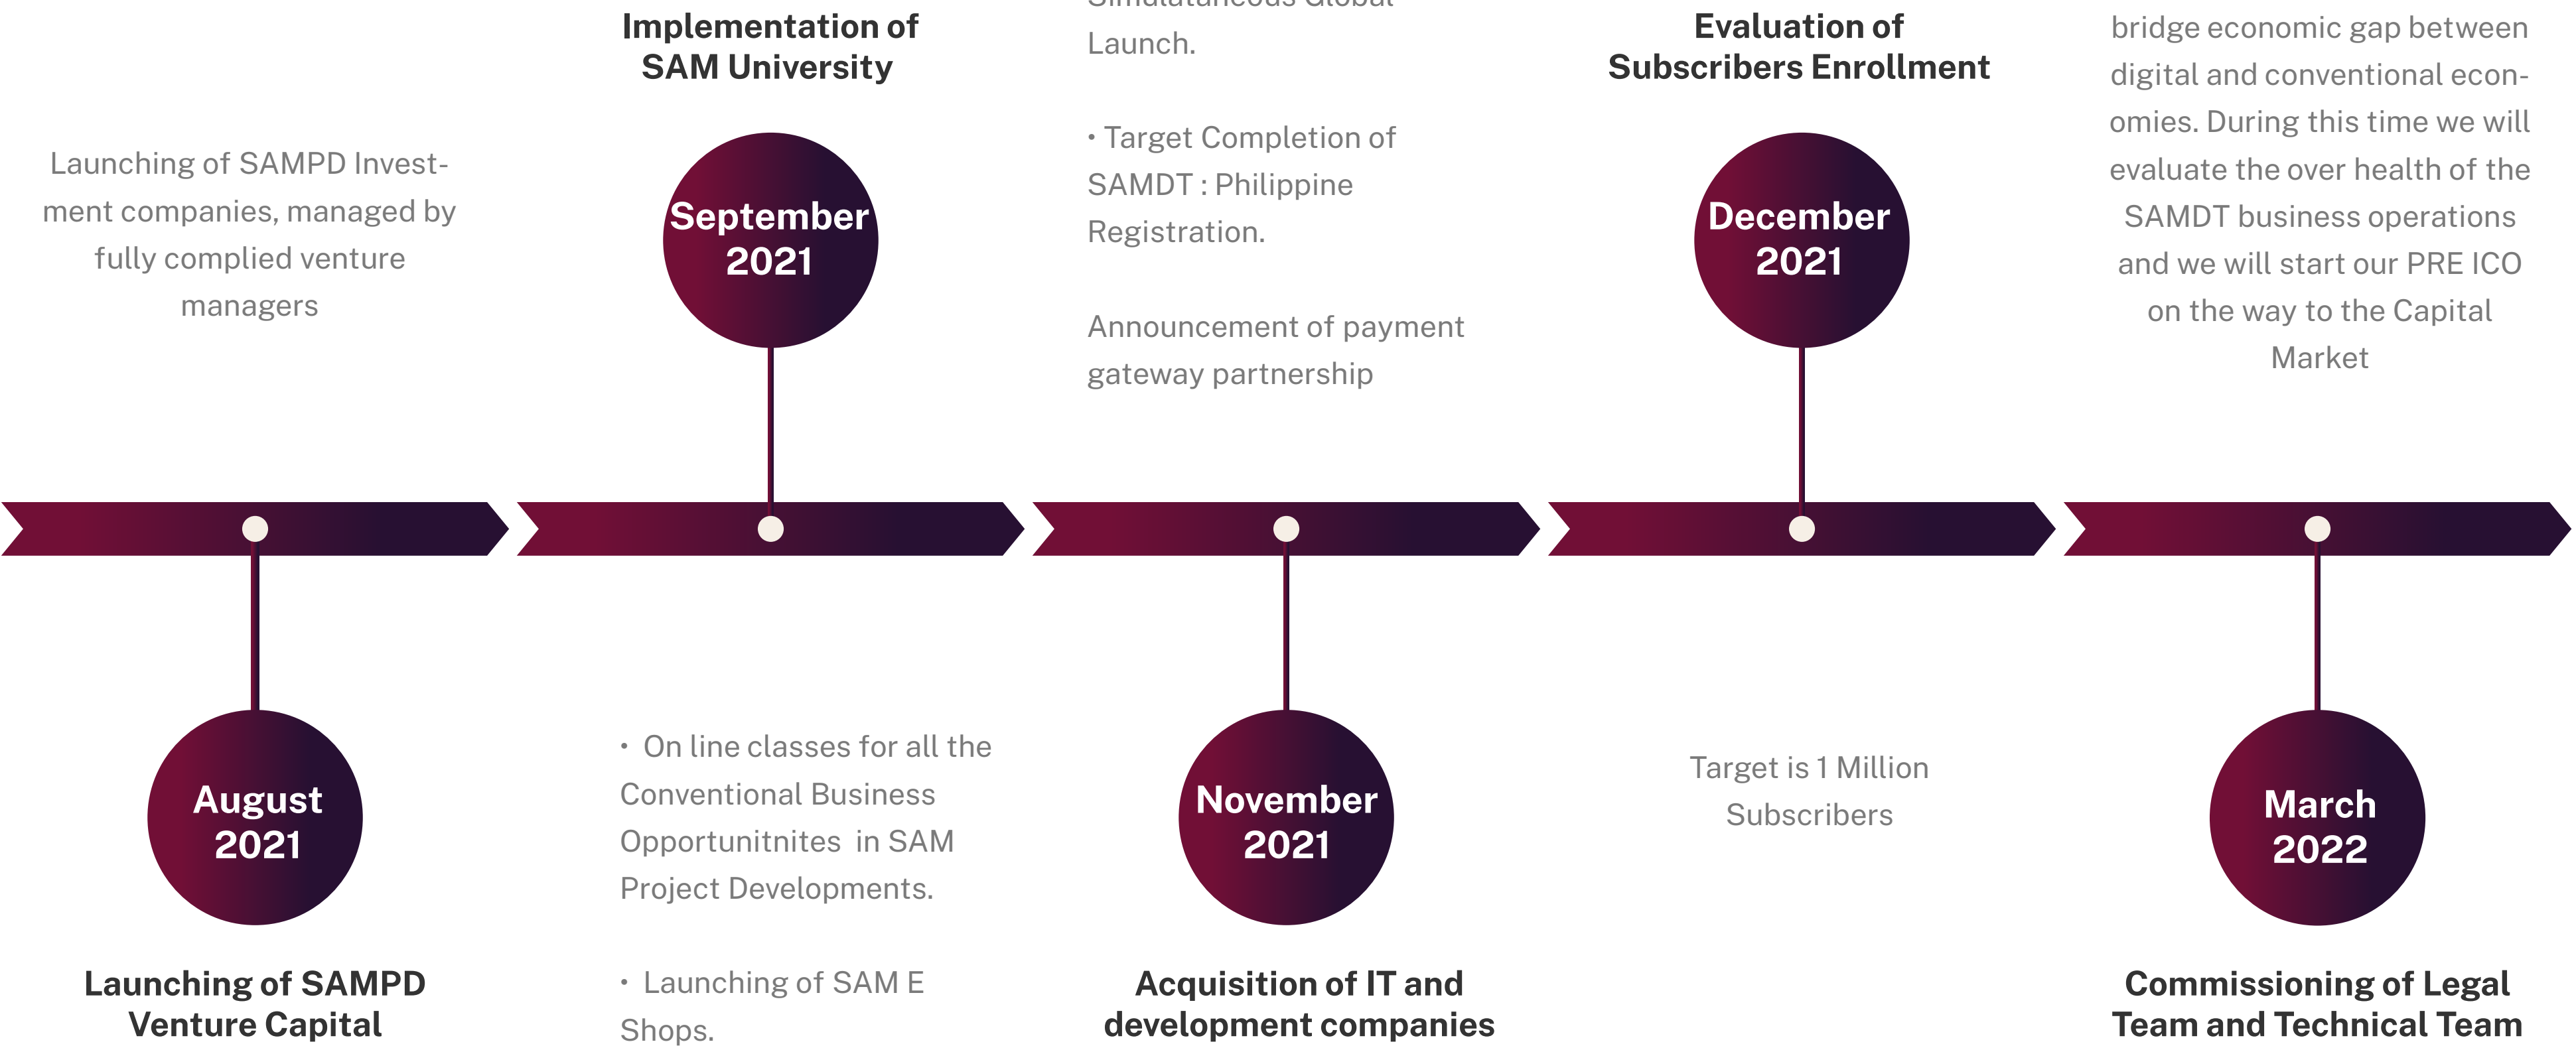 Launching of SAMPD Invest-
ment companies, managed by
fully complied venture
managers
August
2021
Launching of SAMPD
Venture Capital
Implementation of
SAM University
September
2021
•  On line classes for all the
Conventional Business
Opportunitnites  in SAM
Project Developments.
•  Launching of SAM E
Shops.
Simulataneous Global
Launch.
• Target Completion of
SAMDT : Philippine
Registration.
Announcement of payment
gateway partnership
November
2021
Acquisition of IT and
development companies
Evaluation of
Subscribers Enrollment
December
2021
Target is 1 Million
Subscribers
bridge economic gap between
digital and conventional econ-
omies. During this time we will
evaluate the over health of the
SAMDT business operations
and we will start our PRE ICO
on the way to the Capital
Market
March
2022
Commissioning of Legal
Team and Technical Team